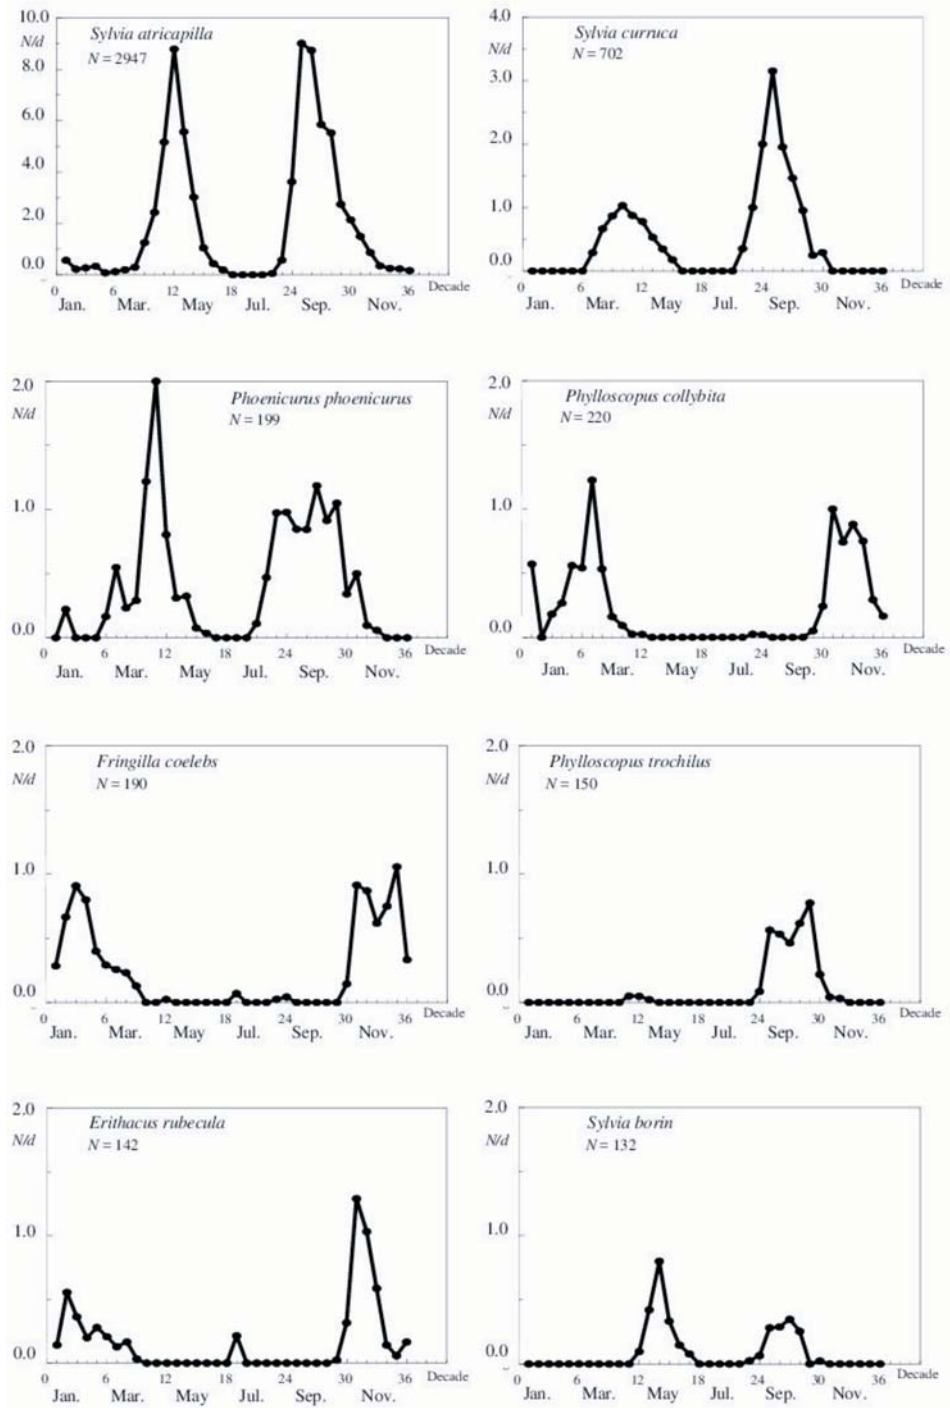 10.0
N/d
8.0
6.0
4.0
2.0
0.0
Sylvia atricapilla
N = 2947
0 6 12 18 24 30 36 Decade
Jan. Mar. May Jul. Sep. Nov.
4.0
N/d
3.0
2.0
1.0
0.0
Sylvia curruca
N = 702
0 6 12 18 24 30 36 Decade
Jan. Mar. May Jul. Sep. Nov.
2.0
N/d
1.0
0.0
Phoenicurus phoenicurus
N = 199
0 6 12 18 24 30 36 Decade
Jan. Mar. May Jul. Sep. Nov.
2.0
N/d
1.0
0.0
Phylloscopus collybita
N = 220
0 6 12 18 24 30 36 Decade
Jan. Mar. May Jul. Sep. Nov.
2.0
N/d
1.0
0.0
Fringilla coelebs
N = 190
0 6 12 18 24 30 36 Decade
Jan. Mar. May Jul. Sep. Nov.
2.0
N/d
1.0
0.0
Phylloscopus trochilus
N = 150
0 6 12 18 24 30 36 Decade
Jan. Mar. May Jul. Sep. Nov.
2.0
N/d
1.0
0.0
Erithacus rubecula
N = 142
0 6 12 18 24 30 36 Decade
Jan. Mar. May Jul. Sep. Nov.
2.0
N/d
1.0
0.0
Sylvia borin
N = 132
0 6 12 18 24 30 36 Decade
Jan. Mar. May Jul. Sep. Nov.